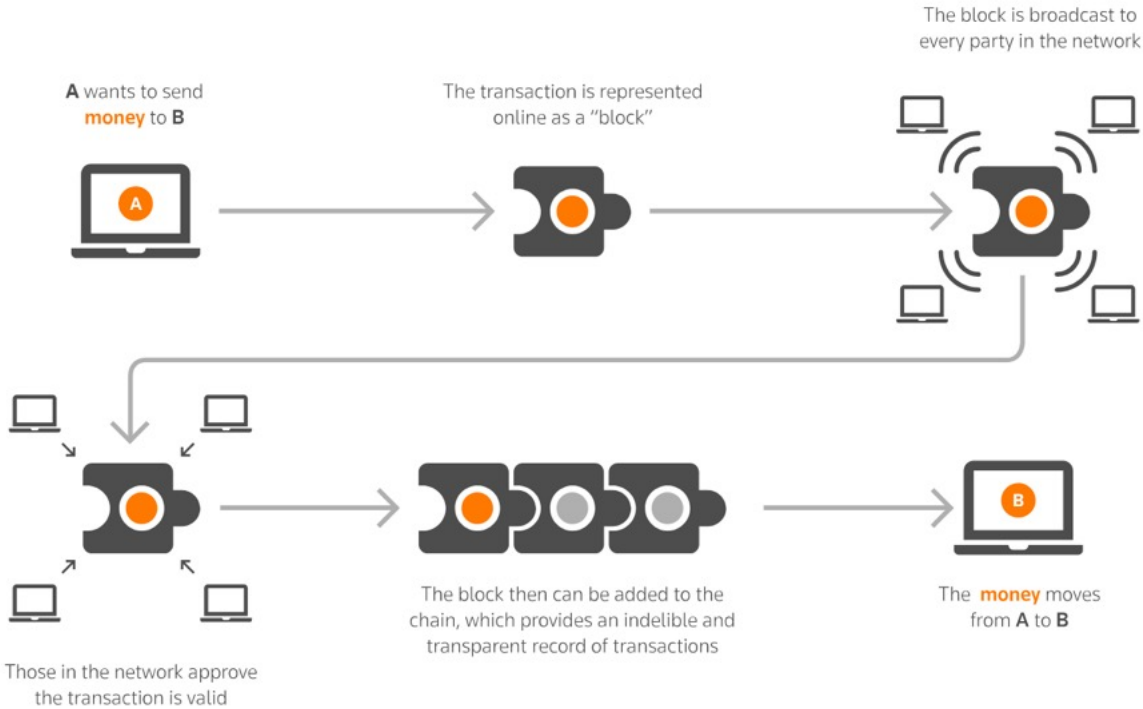 A wants to send
money to B
A
The transaction is represented
online as a “block”
The block is broadcast to
every party in the network
Those in the network approve
the transaction is valid
The block then can be added to the
chain, which provides an indelible and
transparent record of transactions
B
The money moves
from A to B